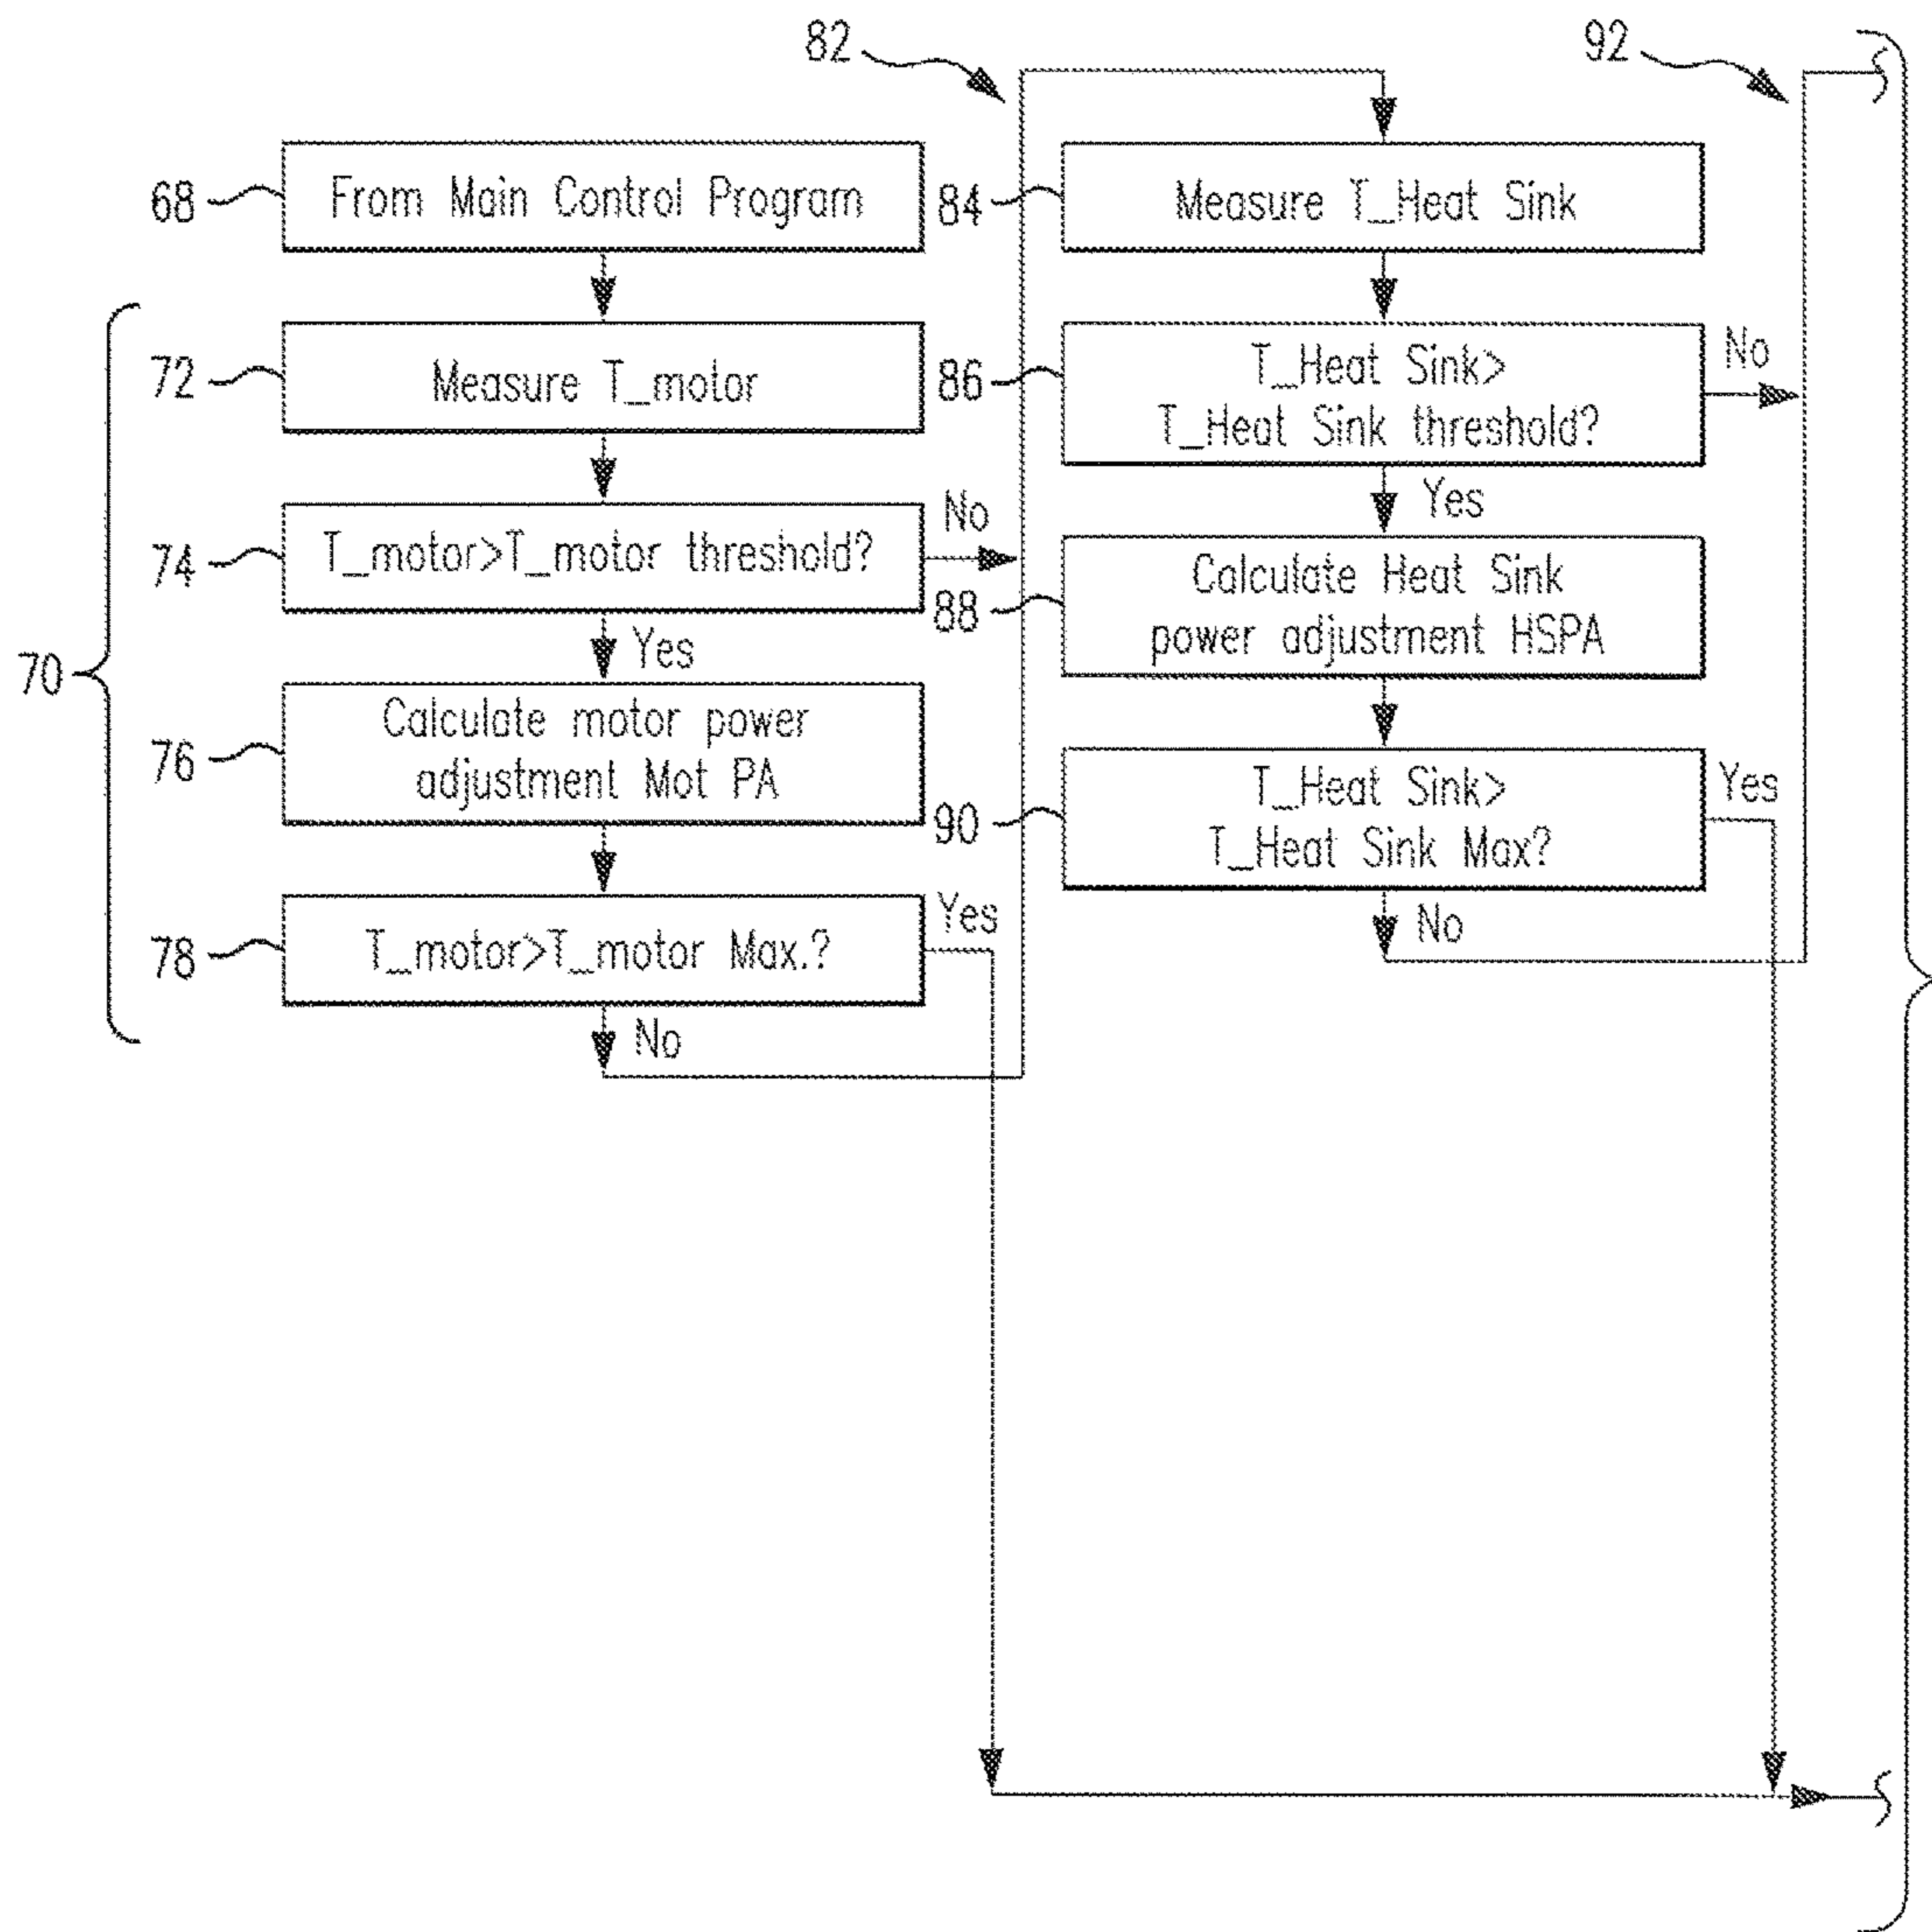 82
92
68
From Main Control Program
84
Measure T_Heat Sink
70
72
Measure T_motor
86
T_Heat Sink>
T_Heat Sink threshold?
No
74
T_motor>T_motor threshold?
No
Yes
Yes
88
Calculate Heat Sink
power adjustment HSPA
76
Calculate motor power
adjustment Mot PA
90
T_Heat Sink>
T_Heat Sink Max?
Yes
No
78
T_motor>T_motor Max.?
Yes
No